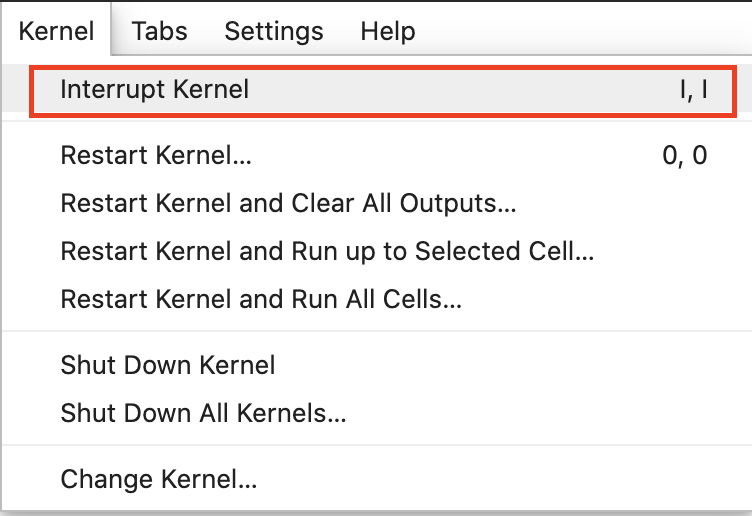 Kernel Tabs Settings Help
Interrupt Kernel I, I
Restart Kernel... 0, 0
Restart Kernel and Clear All Outputs...
Restart Kernel and Run up to Selected Cell...
Restart Kernel and Run All Cells...
Shut Down Kernel
Shut Down All Kernels...
Change Kernel...